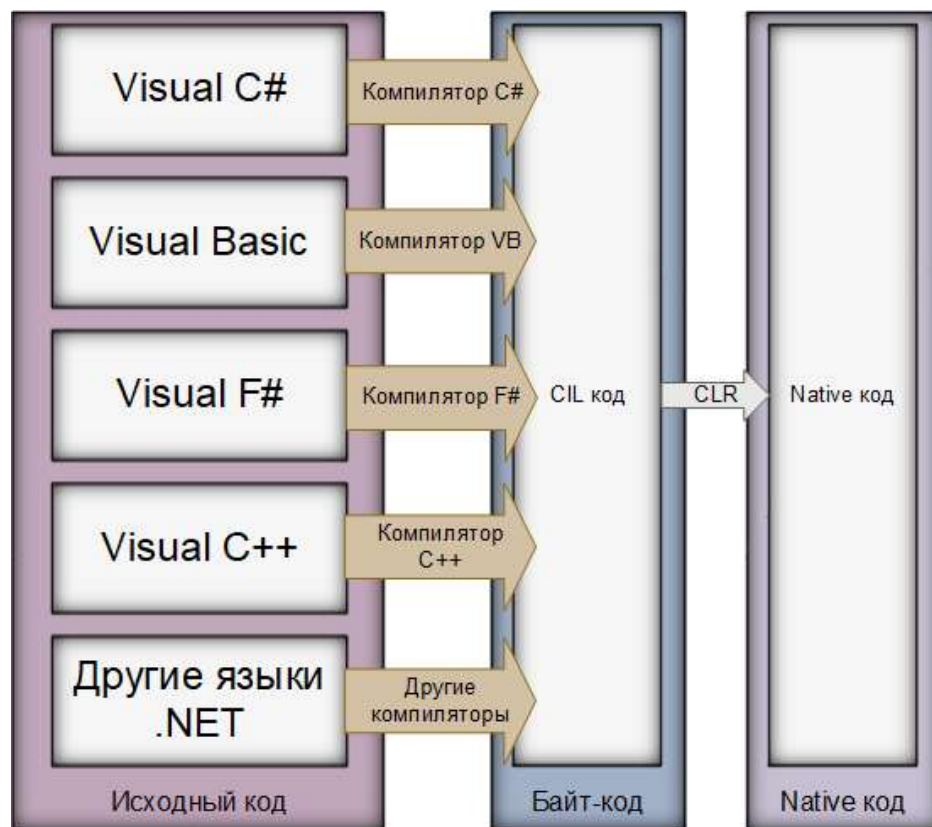 Visual C#
Компилятор C#
Visual Basic
Компилятор VB
Visual F#
Компилятор F#
CIL код
CLR
Native код
Visual C++
Компилятор
C++
Другие языки
.NET
Другие
компиляторы
Исходный код
Байт-код
Native код